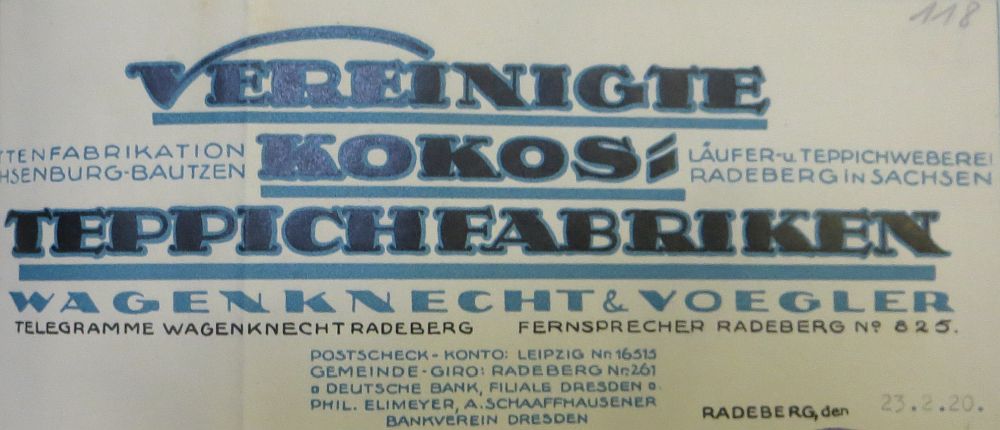 118
VEREINIGTE
TTENFABRIKATION
HSENBURG-BAUTZEN
KOKOS=
LÄUFER-u. TEPPICHWEBEREI
RADEBERG in SACHSEN
TEPPICHFABRIKEN
WAGENKNECHT & VOEGLER
TELEGRAMME WAGENKNECHT RADEBERG FERNSPRECHER RADEBERG No 825.
POSTSCHECK-KONTO: LEIPZIG Nr. 16515
GEMEINDE-GIRO: RADEBERG Nr. 261
▫ DEUTSCHE BANK, FILIALE DRESDEN ▫
PHIL. ELIMEYER, A. SCHAAFFHAUSENER
BANKVEREIN DRESDEN
RADEBERG, den 23.2.20.